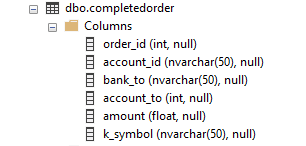 dbo.completedorder
Columns
order_id (int, null)
account_id (nvarchar(50), null)
bank_to (nvarchar(50), null)
account_to (int, null)
amount (float, null)
k_symbol (nvarchar(50), null)